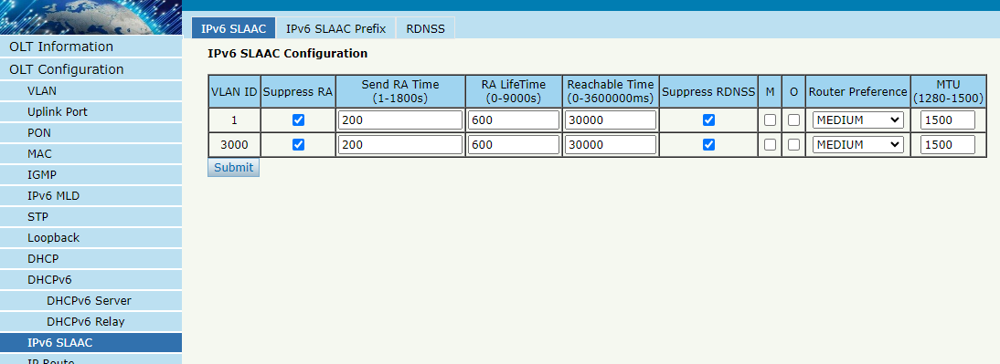 IPv6 SLAAC
IPv6 SLAAC Prefix
RDNSS
OLT Information
OLT Configuration
VLAN
Uplink Port
PON
MAC
IGMP
IPv6 MLD
STP
Loopback
DHCP
DHCPv6
DHCPv6 Server
DHCPv6 Relay
IPv6 SLAAC
IP Route
IPv6 SLAAC Configuration
VLAN ID Suppress RA Send RA Time (1-1800s) RA LifeTime (0-9000s) Reachable Time (0-3600000ms) Suppress RDNSS M O Router Preference MTU (1280-1500)
1 200 600 30000 MEDIUM 1500
3000 200 600 30000 MEDIUM 1500
Submit